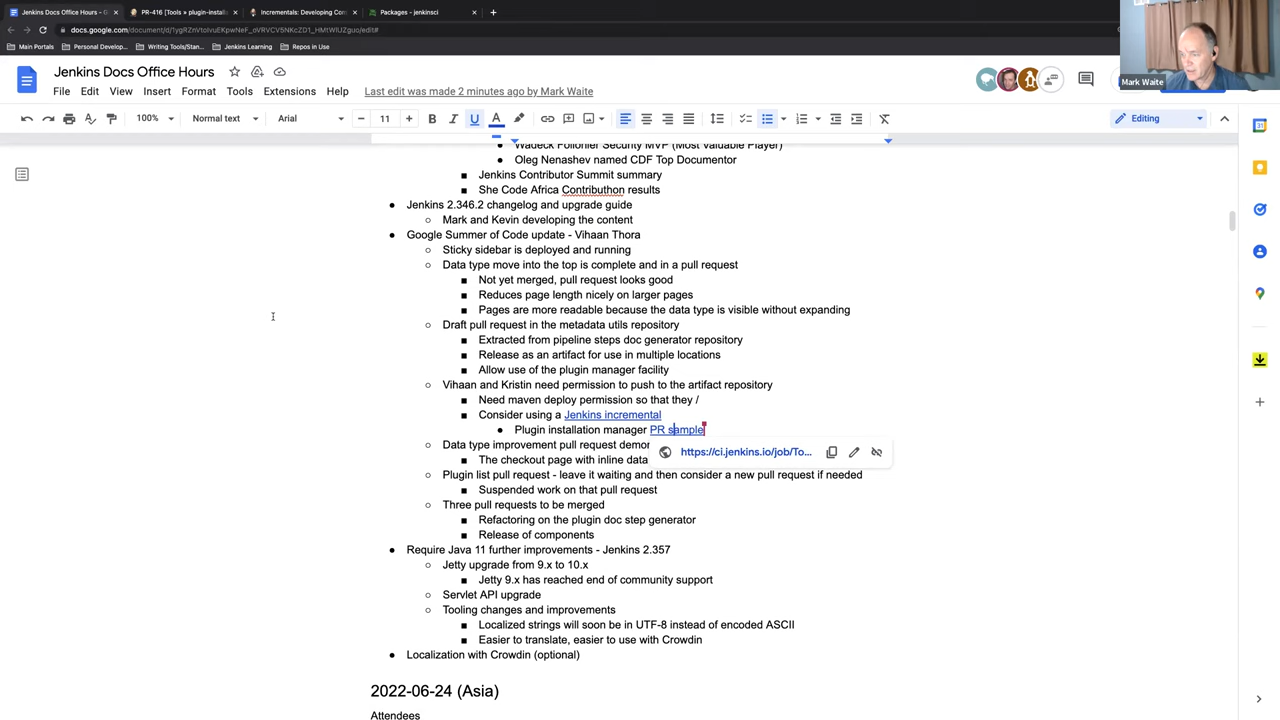 Jenkins Docs Office Hours - G
PR-416 [Tools » plugin-install
Incrementals: Developing Con
Packages - jenkinsci
docs.google.com/document/d/1ygRZnVtoIvuEKpwNeF_oVRVCV5NKcZD1_HMtWlUZguo/edit#
Main Portals
Personal Develop...
Writing Tools/Stan...
Jenkins Learning
Repos in Use
Mark Waite
Jenkins Docs Office Hours
File Edit View Insert Format Tools Extensions Help Last edit was made 2 minutes ago by Mark Waite
100% Normal text Arial 11 Editing
Wadeck Follonier Security MVP (Most Valuable Player)
Oleg Nenashev named CDF Top Documentor
Jenkins Contributor Summit summary
She Code Africa Contributhon results
Jenkins 2.346.2 changelog and upgrade guide
Mark and Kevin developing the content
Google Summer of Code update - Vihaan Thora
Sticky sidebar is deployed and running
Data type move into the top is complete and in a pull request
Not yet merged, pull request looks good
Reduces page length nicely on larger pages
Pages are more readable because the data type is visible without expanding
Draft pull request in the metadata utils repository
Extracted from pipeline steps doc generator repository
Release as an artifact for use in multiple locations
Allow use of the plugin manager facility
Vihaan and Kristin need permission to push to the artifact repository
Need maven deploy permission so that they /
Consider using a Jenkins incremental
Plugin installation manager PR sample
Data type improvement pull request demon
https://ci.jenkins.io/job/To...
The checkout page with inline data
Plugin list pull request - leave it waiting and then consider a new pull request if needed
Suspended work on that pull request
Three pull requests to be merged
Refactoring on the plugin doc step generator
Release of components
Require Java 11 further improvements - Jenkins 2.357
Jetty upgrade from 9.x to 10.x
Jetty 9.x has reached end of community support
Servlet API upgrade
Tooling changes and improvements
Localized strings will soon be in UTF-8 instead of encoded ASCII
Easier to translate, easier to use with Crowdin
Localization with Crowdin (optional)
2022-06-24 (Asia)
Attendees